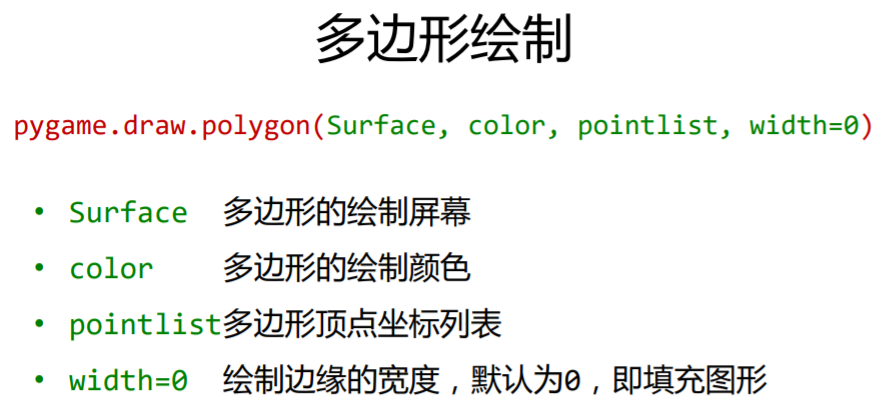 多边形绘制
pygame.draw.polygon(Surface, color, pointlist, width=0)
• Surface 多边形的绘制屏幕
• color 多边形的绘制颜色
• pointlist多边形顶点坐标列表
• width=0 绘制边缘的宽度，默认为0，即填充图形